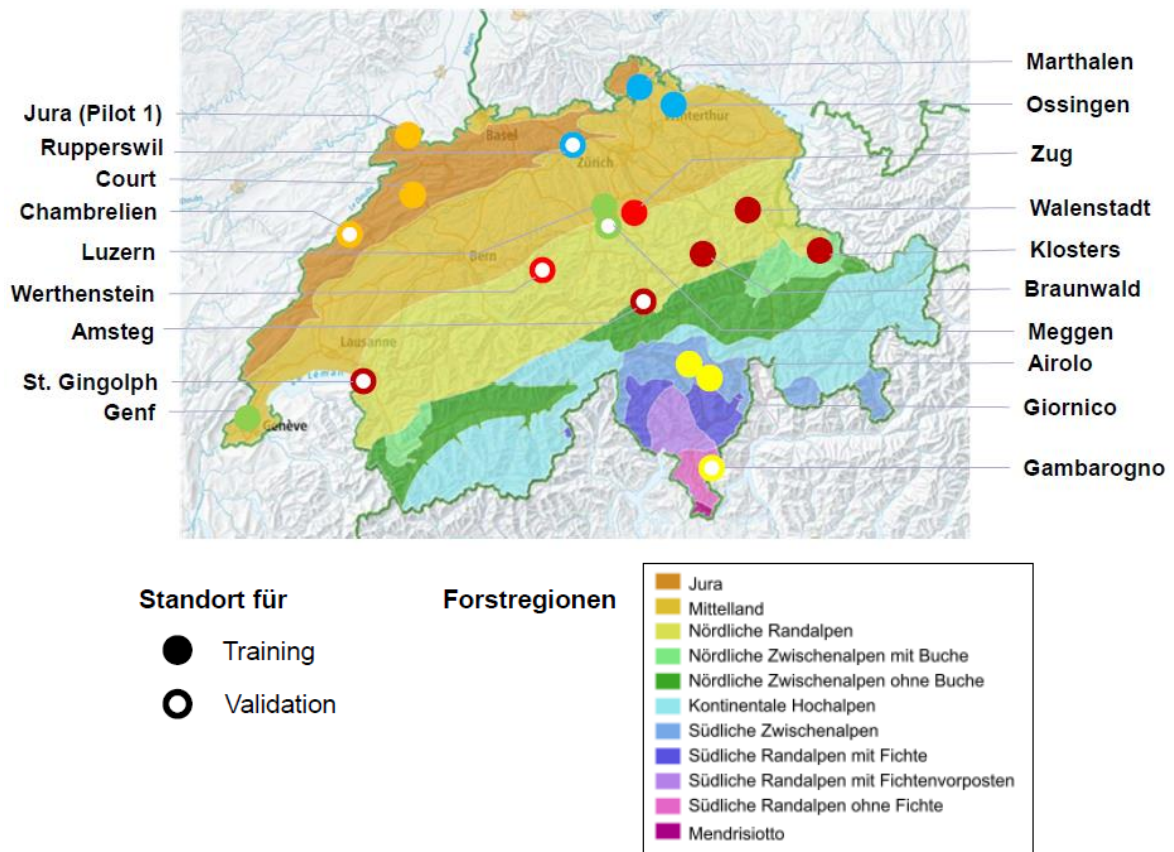 Jura (Pilot 1)
Rupperswil
Court
Chambrelien
Luzern
Werthenstein
Amsteg
St. Gingolph
Genf
Basel
Winterthur
Zürich
Bern
Lausanne
Le Léman
Genève
Rhein
Marthalen
Ossingen
Zug
Walenstadt
Klosters
Braunwald
Meggen
Airolo
Giornico
Gambarogno
Standort für
Training
Validation
Forstregionen
Jura
Mittelland
Nördliche Randalpen
Nördliche Zwischenalpen mit Buche
Nördliche Zwischenalpen ohne Buche
Kontinentale Hochalpen
Südliche Zwischenalpen
Südliche Randalpen mit Fichte
Südliche Randalpen mit Fichtenvorposten
Südliche Randalpen ohne Fichte
Mendrisiotto